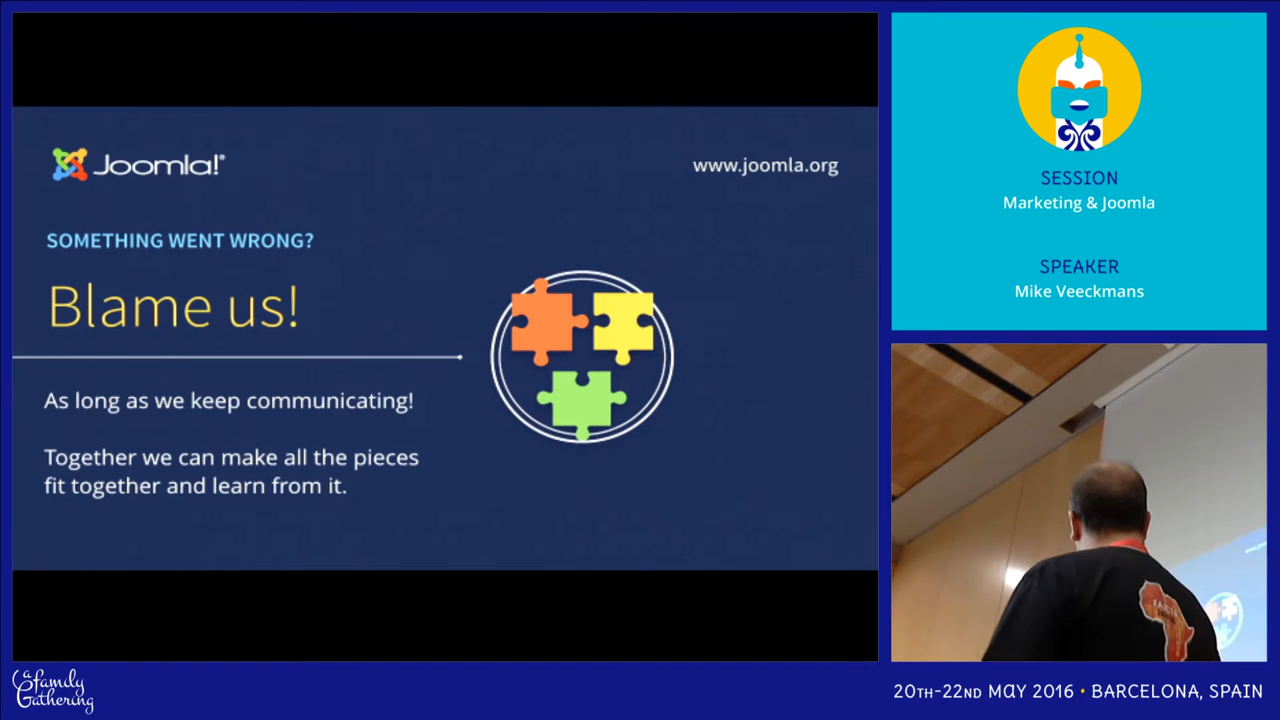 Joomla!®
www.joomla.org
SOMETHING WENT WRONG?
Blame us!
As long as we keep communicating!
Together we can make all the pieces
fit together and learn from it.
SESSION
Marketing & Joomla
SPEAKER
Mike Veeckmans
a family
Gathering
20TH-22ND MAY 2016 • BARCELONA, SPAIN